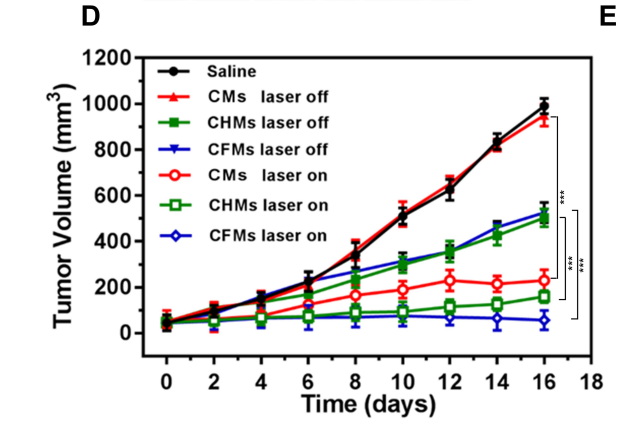 D
E
Tumor Volume (mm³)
1200
1000
800
600
400
200
0
Saline
CMs laser off
CHMs laser off
CFMs laser off
CMs laser on
CHMs laser on
CFMs laser on
***
***
***
0 2 4 6 8 10 12 14 16 18
Time (days)